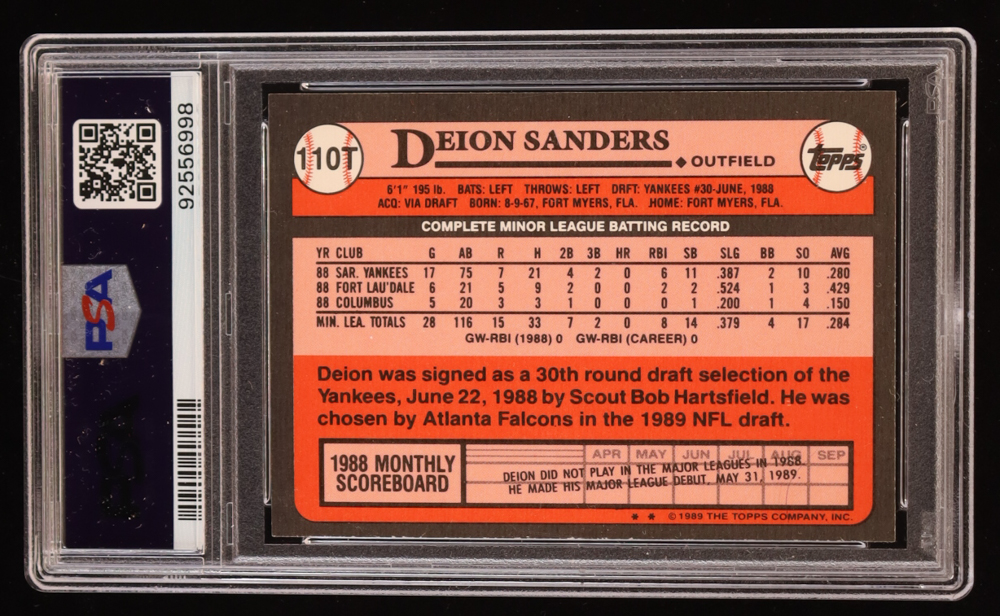 92556998
PSA
110T
DEION SANDERS
◆ OUTFIELD
TOPPS®
6'1" 195 lb. BATS: LEFT THROWS: LEFT DRFT: YANKEES #30-JUNE, 1988
ACQ: VIA DRAFT BORN: 8-9-67, FORT MYERS, FLA. HOME: FORT MYERS, FLA.
COMPLETE MINOR LEAGUE BATTING RECORD
YR CLUB G AB R H 2B 3B HR RBI SB SLG BB SO AVG
88 SAR. YANKEES 17 75 7 21 4 2 0 6 11 .387 2 10 .280
88 FORT LAU'DALE 6 21 5 9 2 0 0 2 2 .524 1 3 .429
88 COLUMBUS 5 20 3 3 1 0 0 0 1 .200 1 4 .150
MIN. LEA. TOTALS 28 116 15 33 7 2 0 8 14 .379 4 17 .284
GW-RBI (1988) 0 GW-RBI (CAREER) 0
Deion was signed as a 30th round draft selection of the
Yankees, June 22, 1988 by Scout Bob Hartsfield. He was
chosen by Atlanta Falcons in the 1989 NFL draft.
1988 MONTHLY
SCOREBOARD
APR MAY JUN JUL AUG SEP
DEION DID NOT PLAY IN THE MAJOR LEAGUES IN 1988.
HE MADE HIS MAJOR LEAGUE DEBUT, MAY 31, 1989.
** © 1989 THE TOPPS COMPANY, INC.
PSA